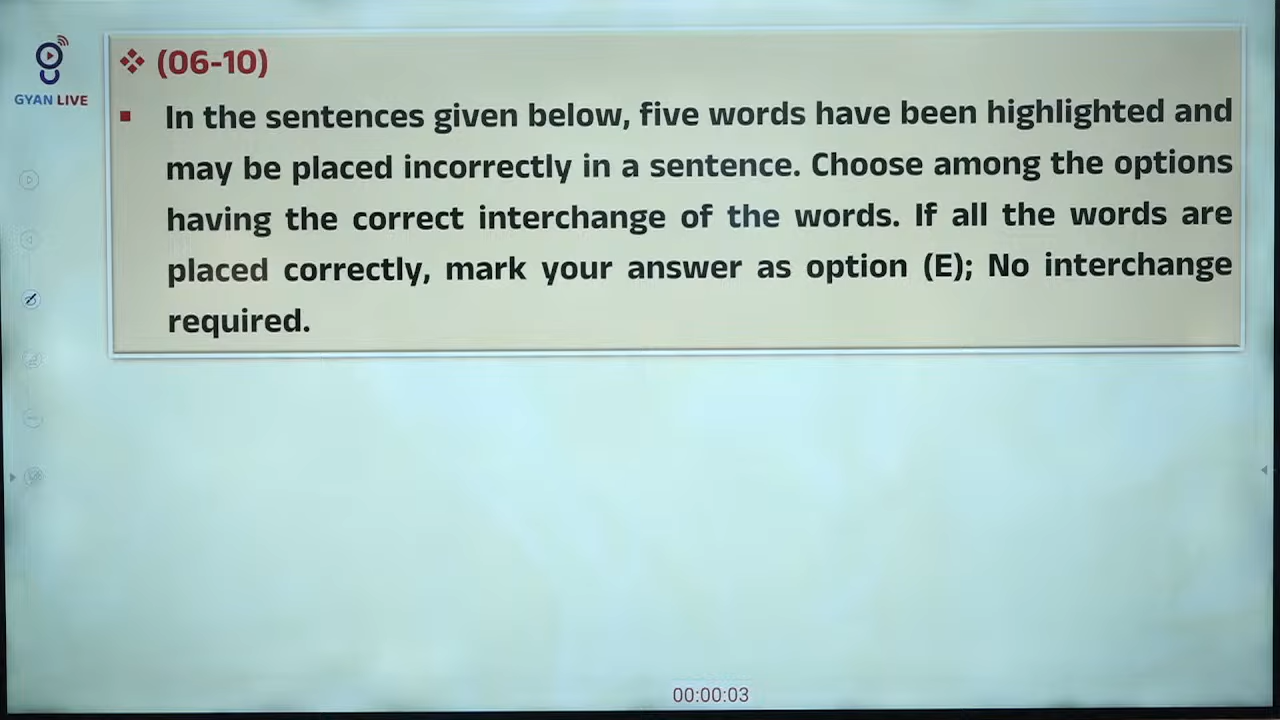 GYAN LIVE
(06-10)
In the sentences given below, five words have been highlighted and
may be placed incorrectly in a sentence. Choose among the options
having the correct interchange of the words. If all the words are
placed correctly, mark your answer as option (E); No interchange
required.
00:00:03